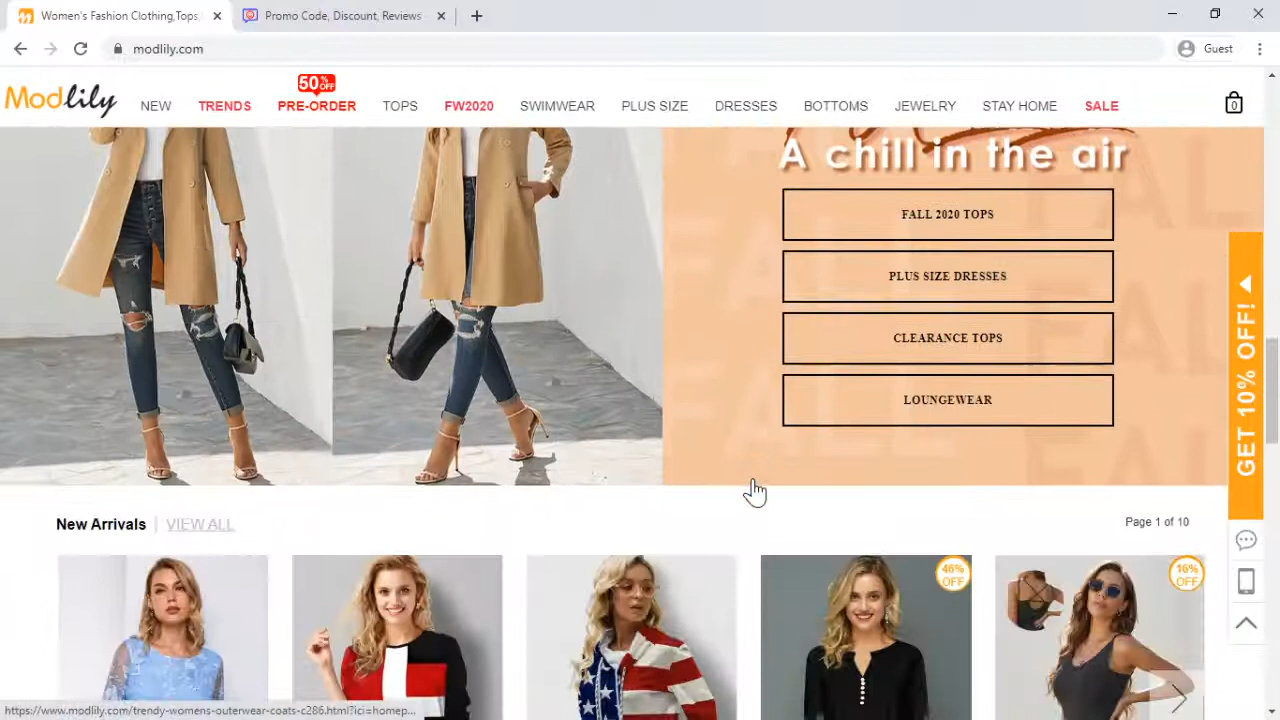 Women's Fashion Clothing,Tops,
Promo Code, Discount, Reviews
modlily.com
Guest
Modlily
NEW
TRENDS
50% OFF
PRE-ORDER
TOPS
FW2020
SWIMWEAR
PLUS SIZE
DRESSES
BOTTOMS
JEWELRY
STAY HOME
SALE
0
A chill in the air
FALL 2020 TOPS
PLUS SIZE DRESSES
CLEARANCE TOPS
LOUNGEWEAR
GET 10% OFF!
New Arrivals | VIEW ALL
Page 1 of 10
46% OFF
16% OFF
https://www.modlily.com/trendy-womens-outerwear-coats-c286.html?ici=homep...